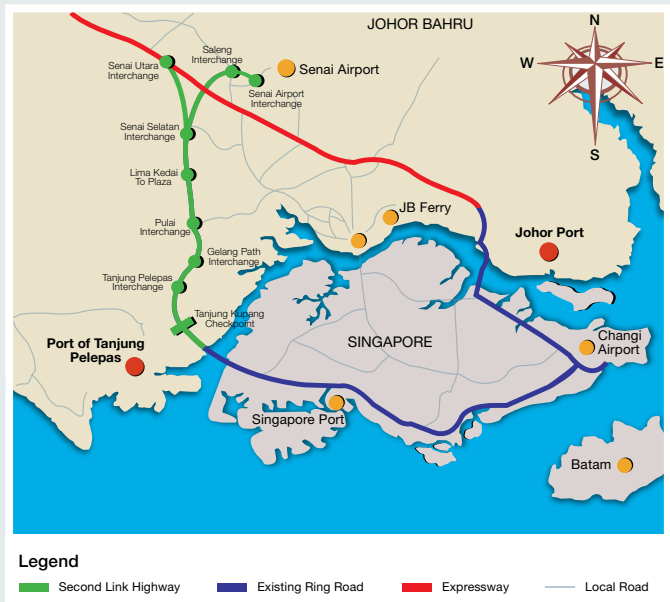 JOHOR BAHRU
N
W
E
S
Saleng
Interchange
Senai Utara
Interchange
Senai Airport
Senai Airport
Interchange
Senai Selatan
Interchange
Lima Kedai
To Plaza
JB Ferry
Pulai
Interchange
Johor Port
Gelang Path
Interchange
Tanjung Pelepas
Interchange
Tanjung Kupang
Checkpoint
Port of Tanjung
Pelepas
SINGAPORE
Changi
Airport
Singapore Port
Batam
Legend
Second Link Highway
Existing Ring Road
Expressway
Local Road